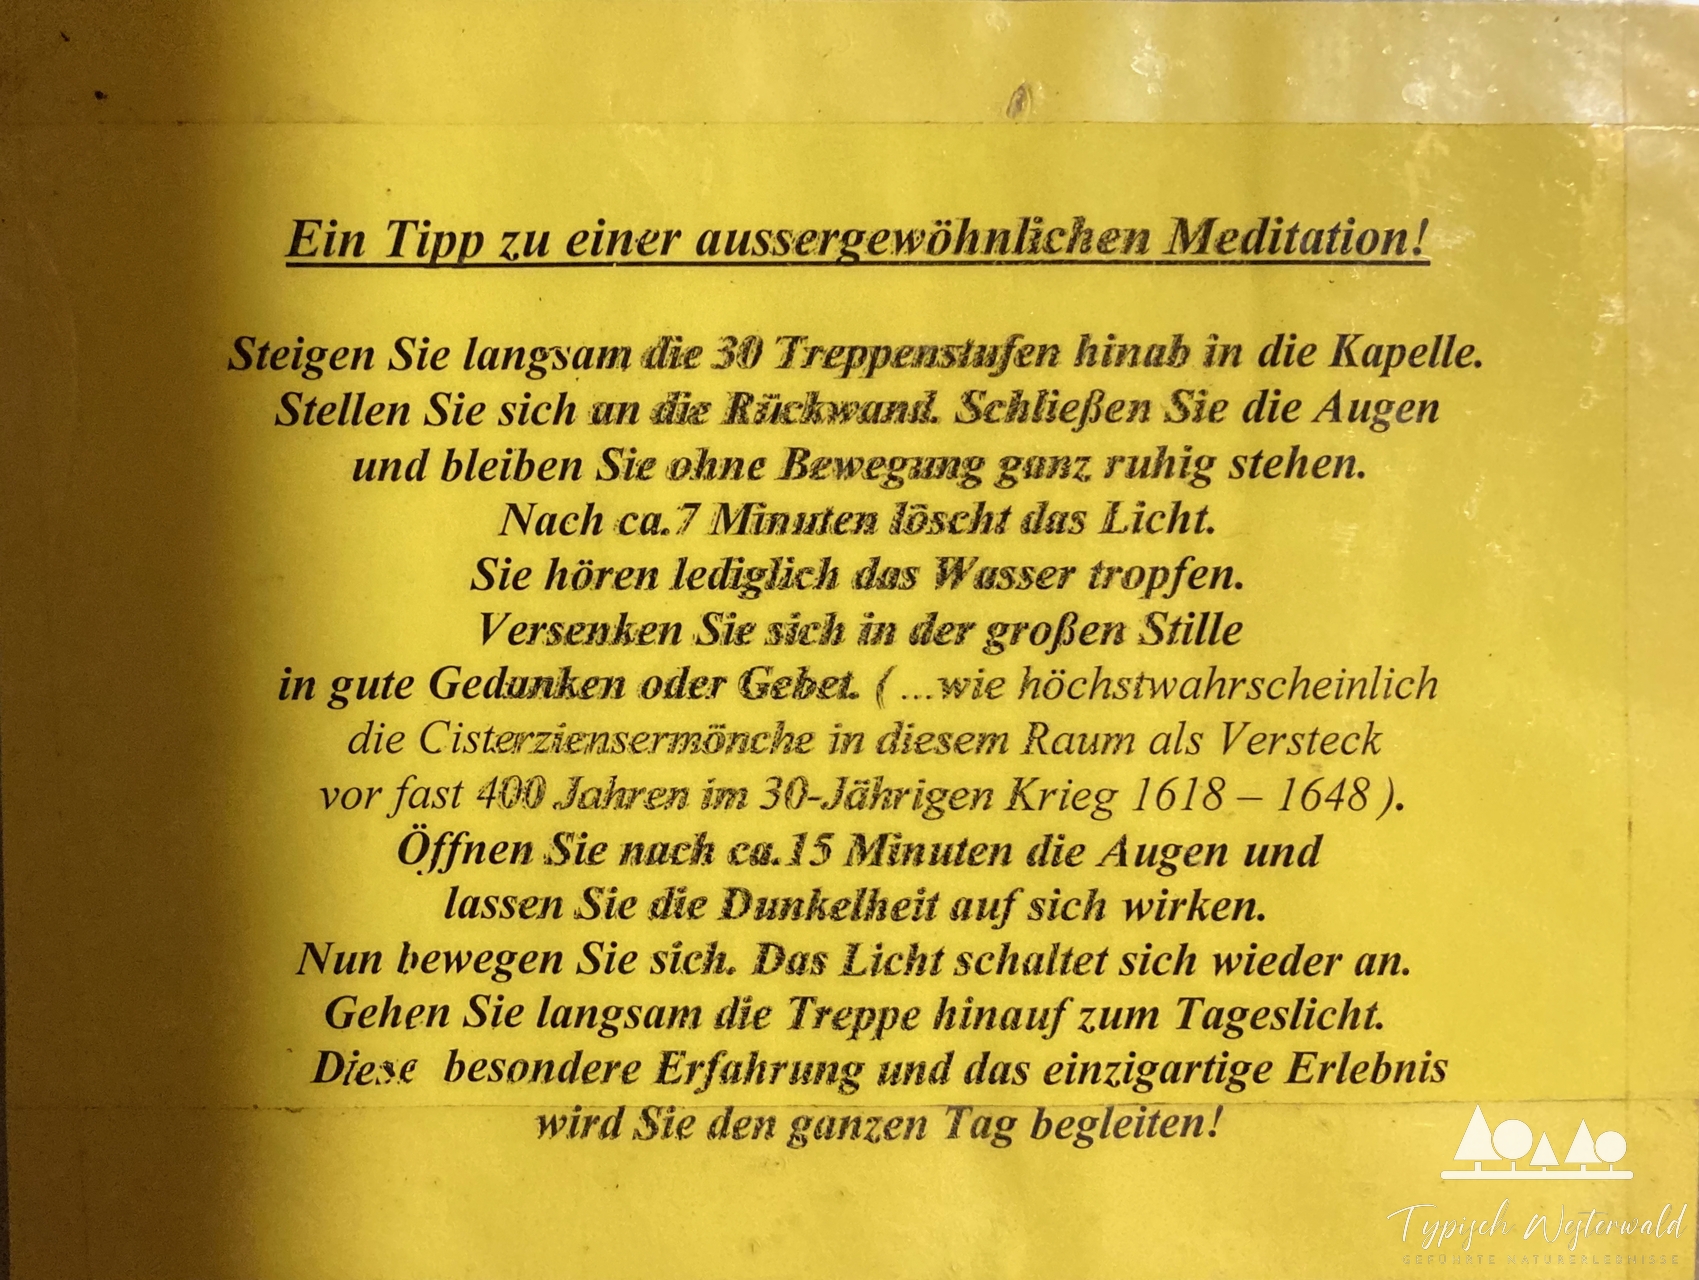 Ein Tipp zu einer aussergewöhnlichen Meditation!
Steigen Sie langsam die 30 Treppenstufen hinab in die Kapelle.
Stellen Sie sich an die Rückwand. Schließen Sie die Augen
und bleiben Sie ohne Bewegung ganz ruhig stehen.
Nach ca.7 Minuten löscht das Licht.
Sie hören lediglich das Wasser tropfen.
Versenken Sie sich in der großen Stille
in gute Gedanken oder Gebet. ( ...wie höchstwahrscheinlich
die Cisterziensermönche in diesem Raum als Versteck
vor fast 400 Jahren im 30-Jährigen Krieg 1618 – 1648 ).
Öffnen Sie nach ca.15 Minuten die Augen und
lassen Sie die Dunkelheit auf sich wirken.
Nun bewegen Sie sich. Das Licht schaltet sich wieder an.
Gehen Sie langsam die Treppe hinauf zum Tageslicht.
Diese besondere Erfahrung und das einzigartige Erlebnis
wird Sie den ganzen Tag begleiten!
Typisch Westerwald
GEFÜHRTE NATURERLEBNISSE